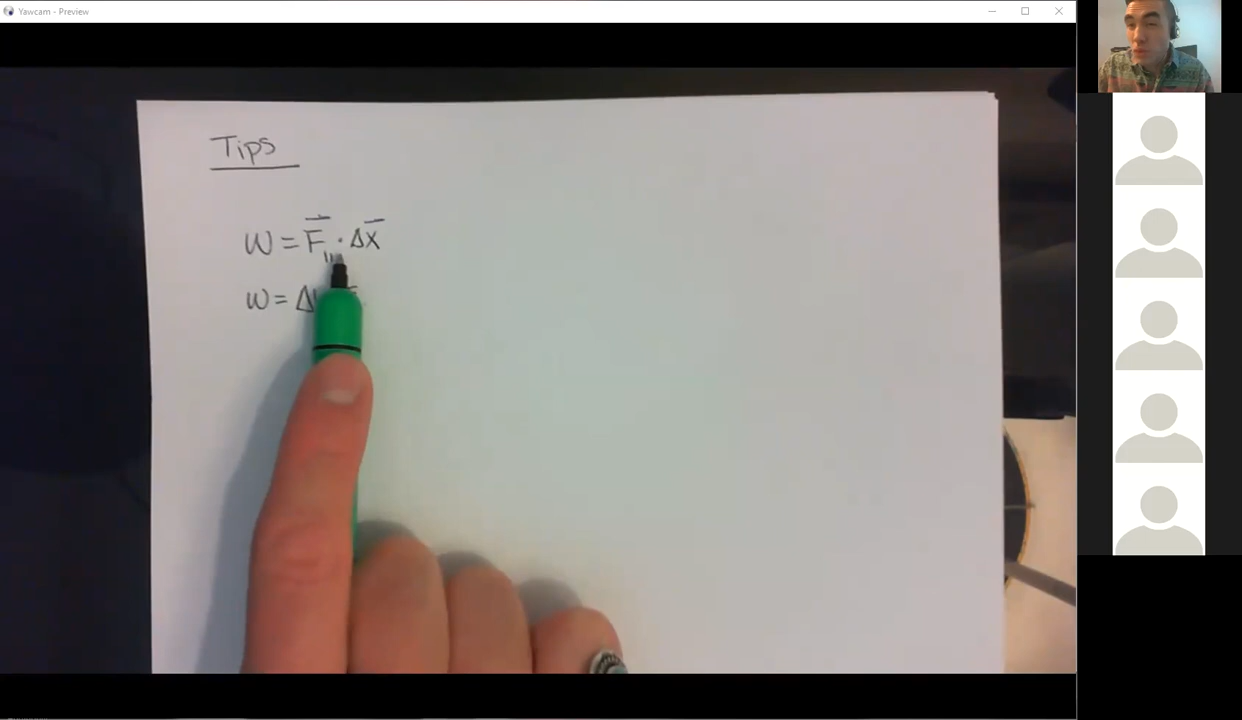 Yawcam - Preview
Tips
W = F⃗∥ · Δx⃗
W = Δ